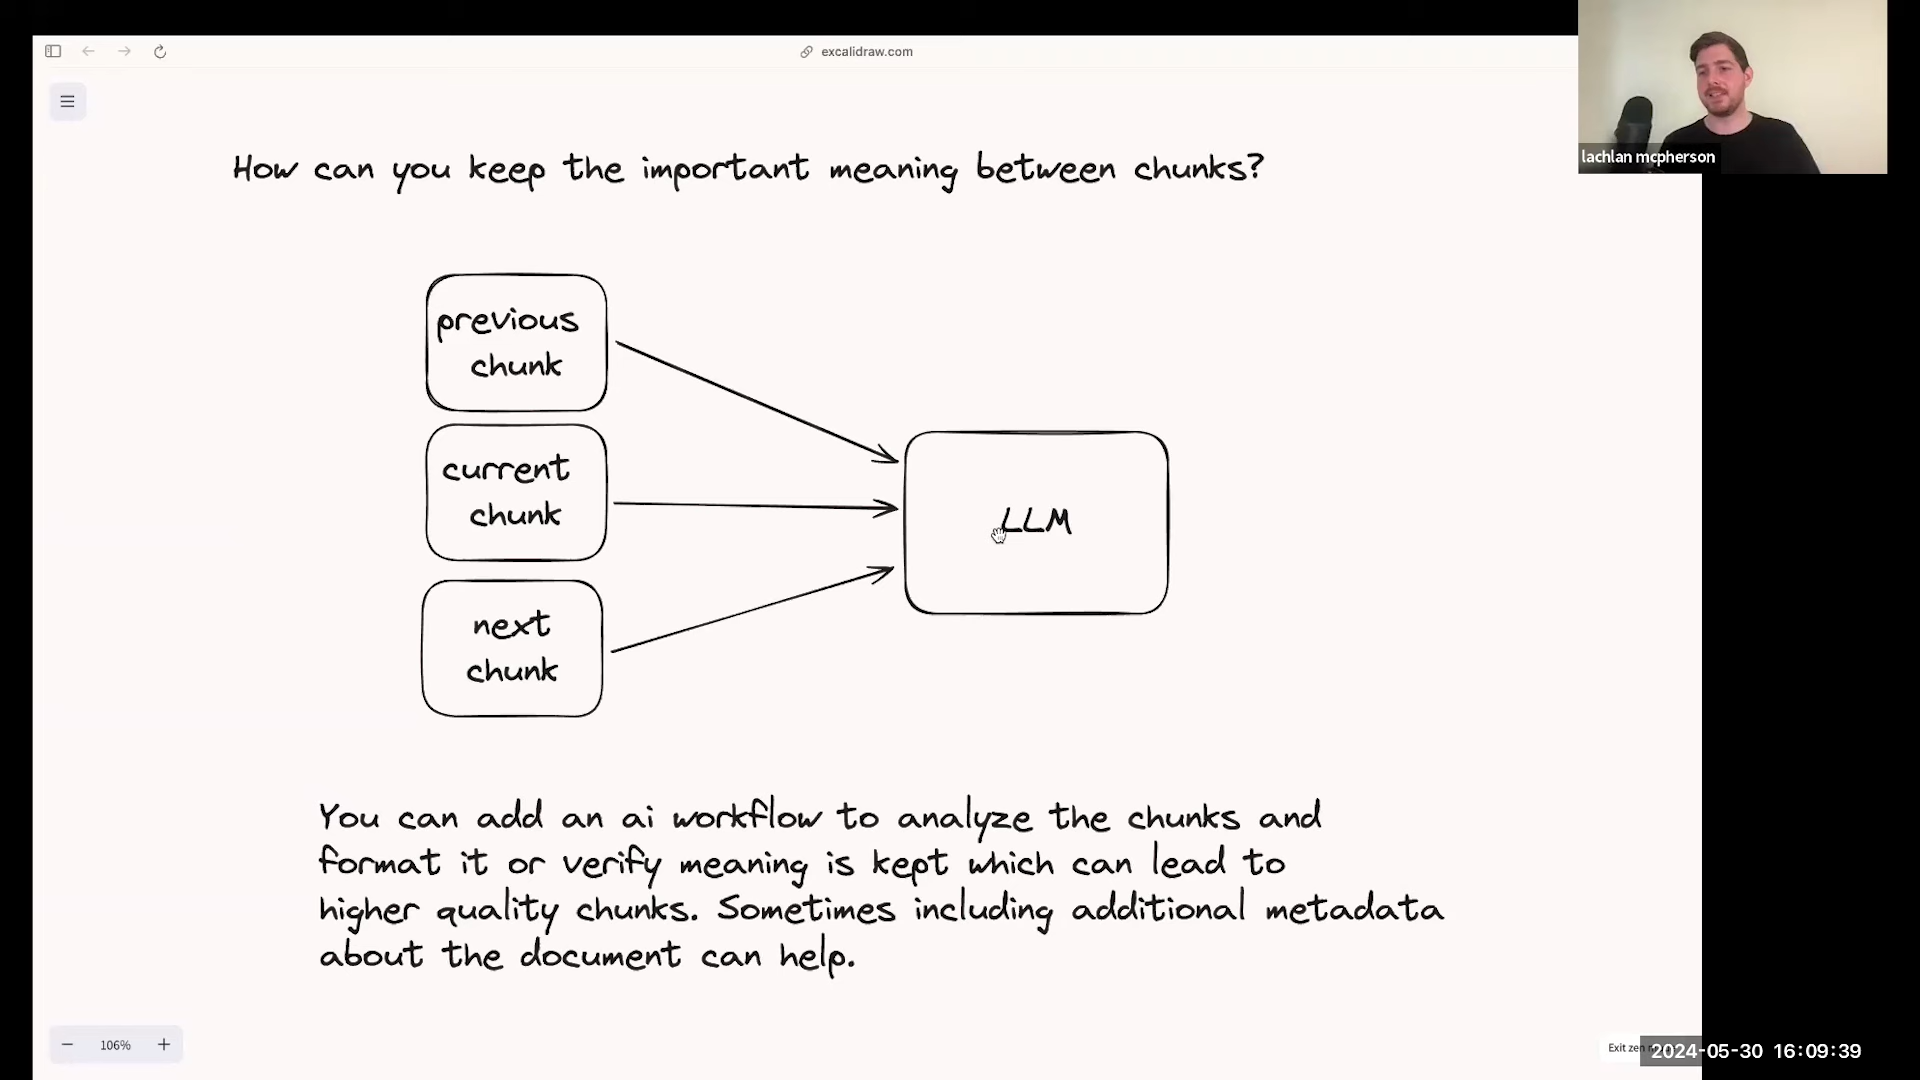 excalidraw.com
lachlan mcpherson
How can you keep the important meaning between chunks?
previous
chunk
current
chunk
LLM
next
chunk
You can add an ai workflow to analyze the chunks and
format it or verify meaning is kept which can lead to
higher quality chunks. Sometimes including additional metadata
about the document can help.
106%
Exit zen
2024-05-30 16:09:39